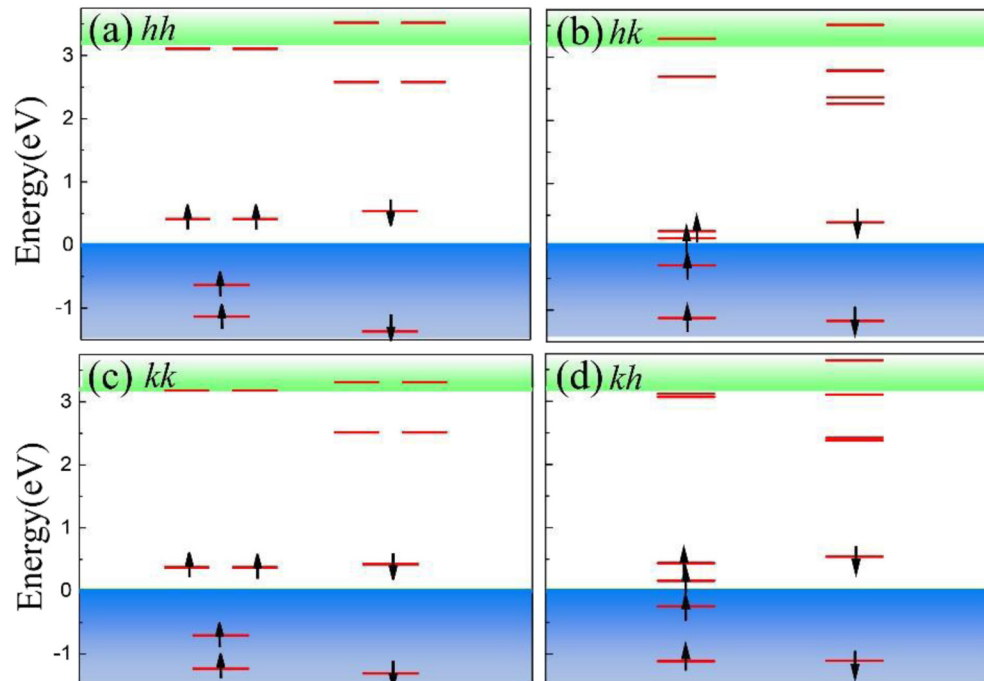 (a) hh
(b) hk
Energy(eV)
3
2
1
0
-1
(c) kk
(d) kh
Energy(eV)
3
2
1
0
-1